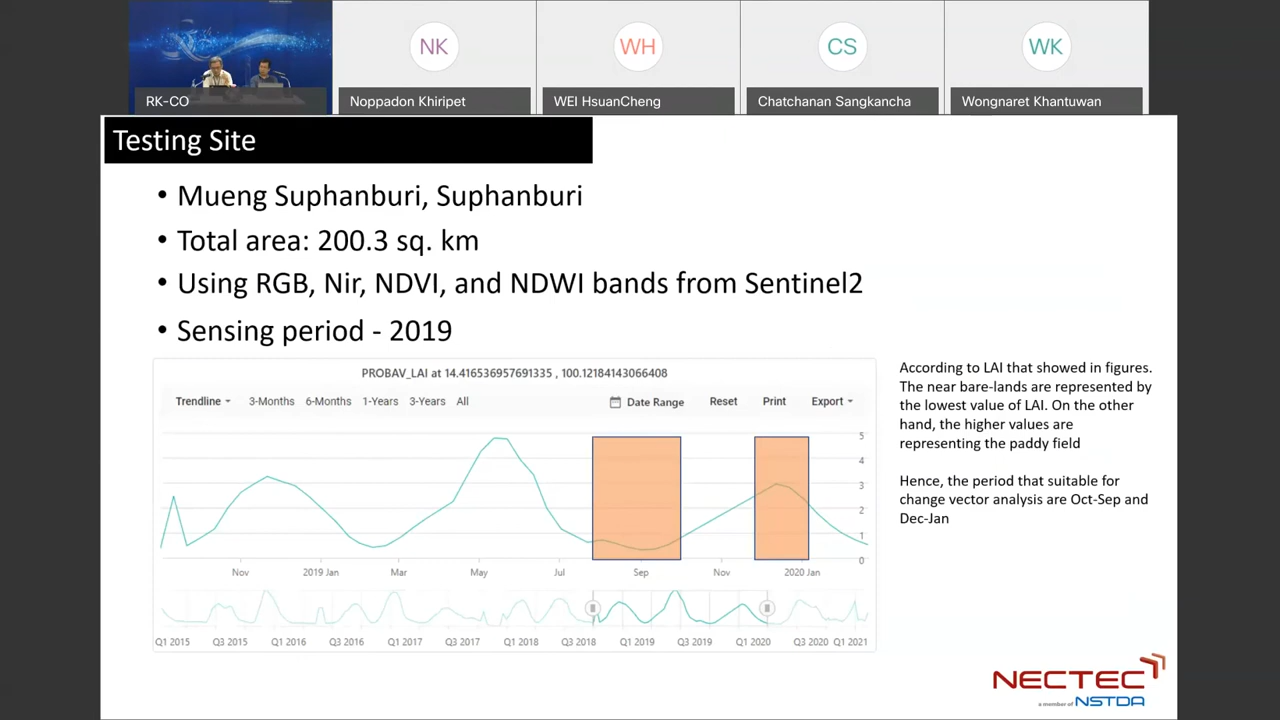 NK
WH
CS
WK
RK-CO
Noppadon Khiripet
WEI HsuanCheng
Chatchanan Sangkancha
Wongnaret Khantuwan
Testing Site
• Mueng Suphanburi, Suphanburi
• Total area: 200.3 sq. km
• Using RGB, Nir, NDVI, and NDWI bands from Sentinel2
• Sensing period - 2019
PROBAV_LAI at 14.416536957691335 , 100.12184143066408
Trendline 3-Months 6-Months 1-Years 3-Years All Date Range Reset Print Export
5
4
3
2
1
0
Nov 2019 Jan Mar May Jul Sep Nov 2020 Jan
Q1 2015 Q3 2015 Q1 2016 Q3 2016 Q1 2017 Q3 2017 Q1 2018 Q3 2018 Q1 2019 Q3 2019 Q1 2020 Q3 2020 Q1 2021
According to LAI that showed in figures.
The near bare-lands are represented by
the lowest value of LAI. On the other
hand, the higher values are
representing the paddy field
Hence, the period that suitable for
change vector analysis are Oct-Sep and
Dec-Jan
NECTEC
a member of NSTDA